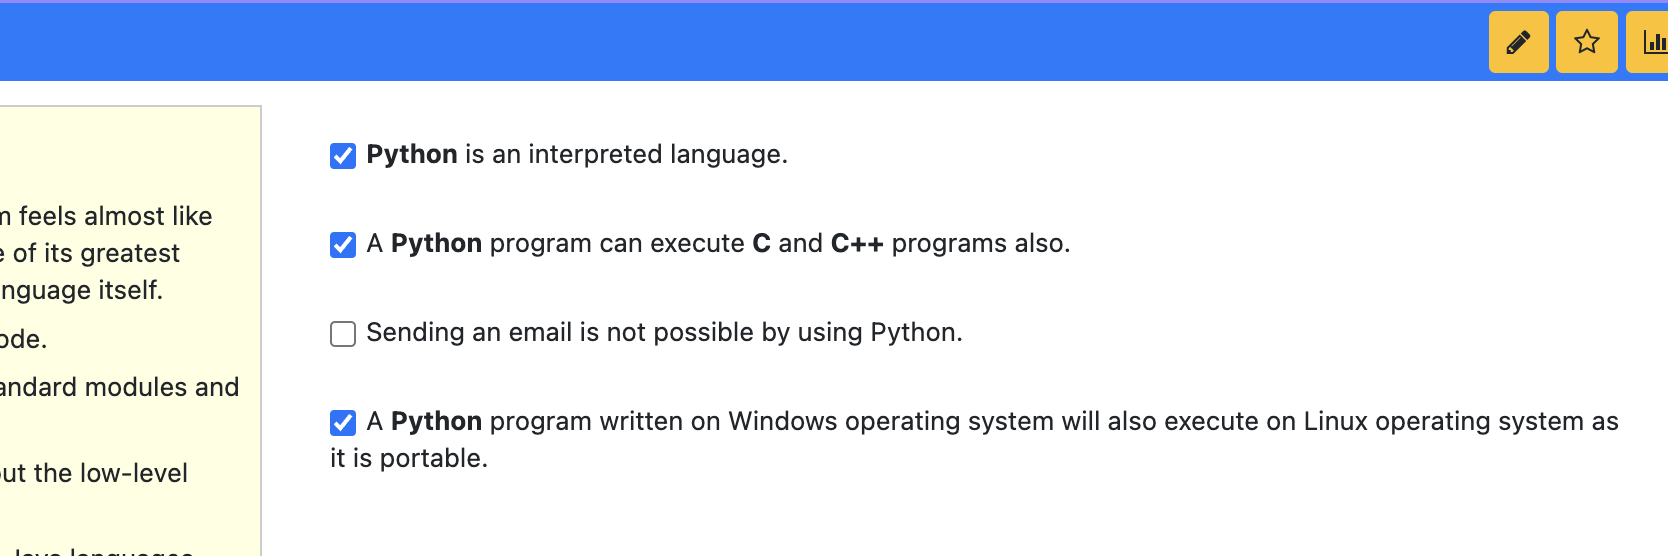 feels almost like
of its greatest
nguage itself.
ode.
andard modules and
ut the low-level
Python is an interpreted language.
A Python program can execute C and C++ programs also.
Sending an email is not possible by using Python.
A Python program written on Windows operating system will also execute on Linux operating system as
it is portable.